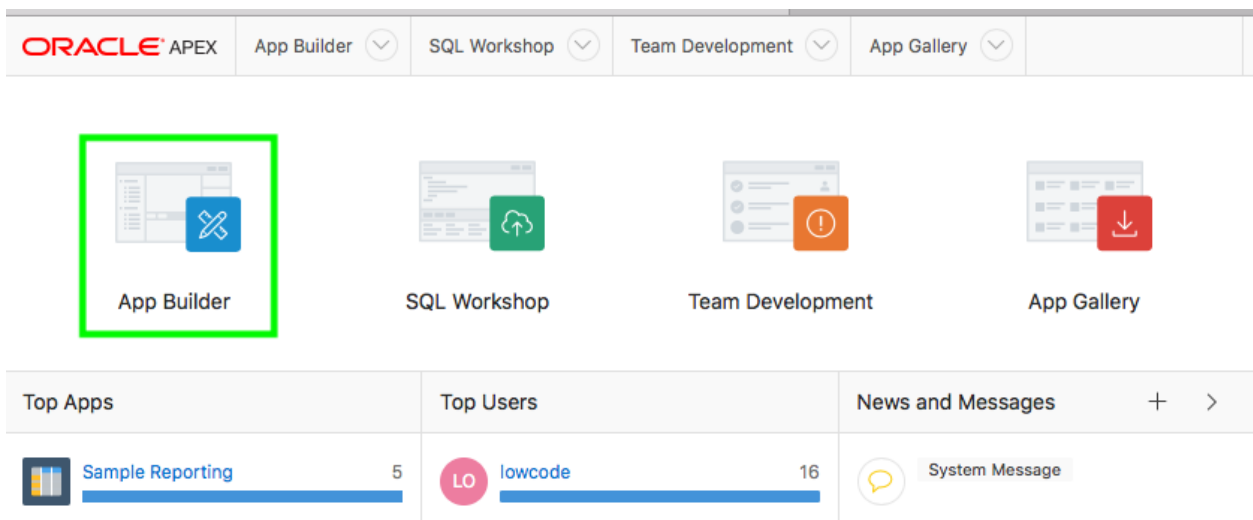 ORACLE APEX App Builder SQL Workshop Team Development App Gallery
App Builder SQL Workshop Team Development App Gallery
Top Apps Top Users News and Messages
Sample Reporting 5 LO lowcode 16 System Message